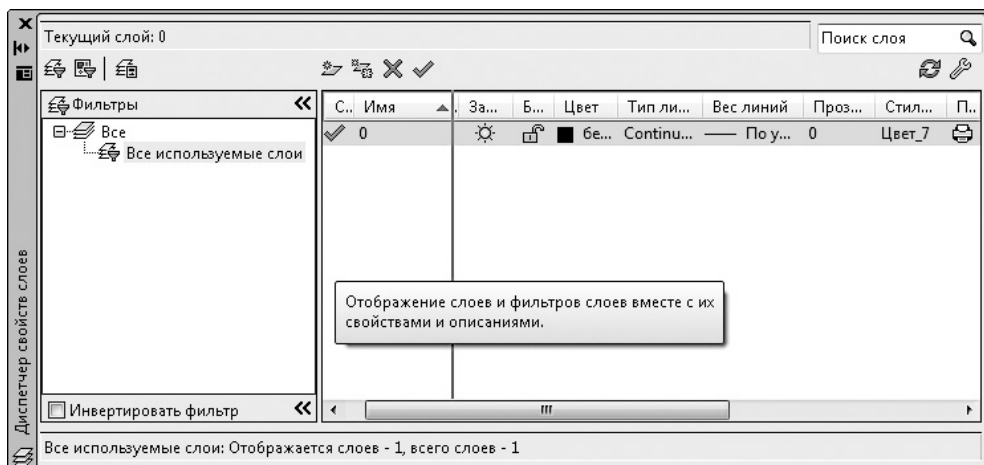 Текущий слой: 0
Поиск слоя
Фильтры
С.. Имя . За... Б... Цвет Тип ли... Вес линий Проз... Стил... П..
Все
0 бе... Continu... По у... 0 Цвет_7
Все используемые слои
Отображение слоев и фильтров слоев вместе с их
свойствами и описаниями.
Инвертировать фильтр
Все используемые слои: Отображается слоев - 1, всего слоев - 1
Диспетчер свойств слоев